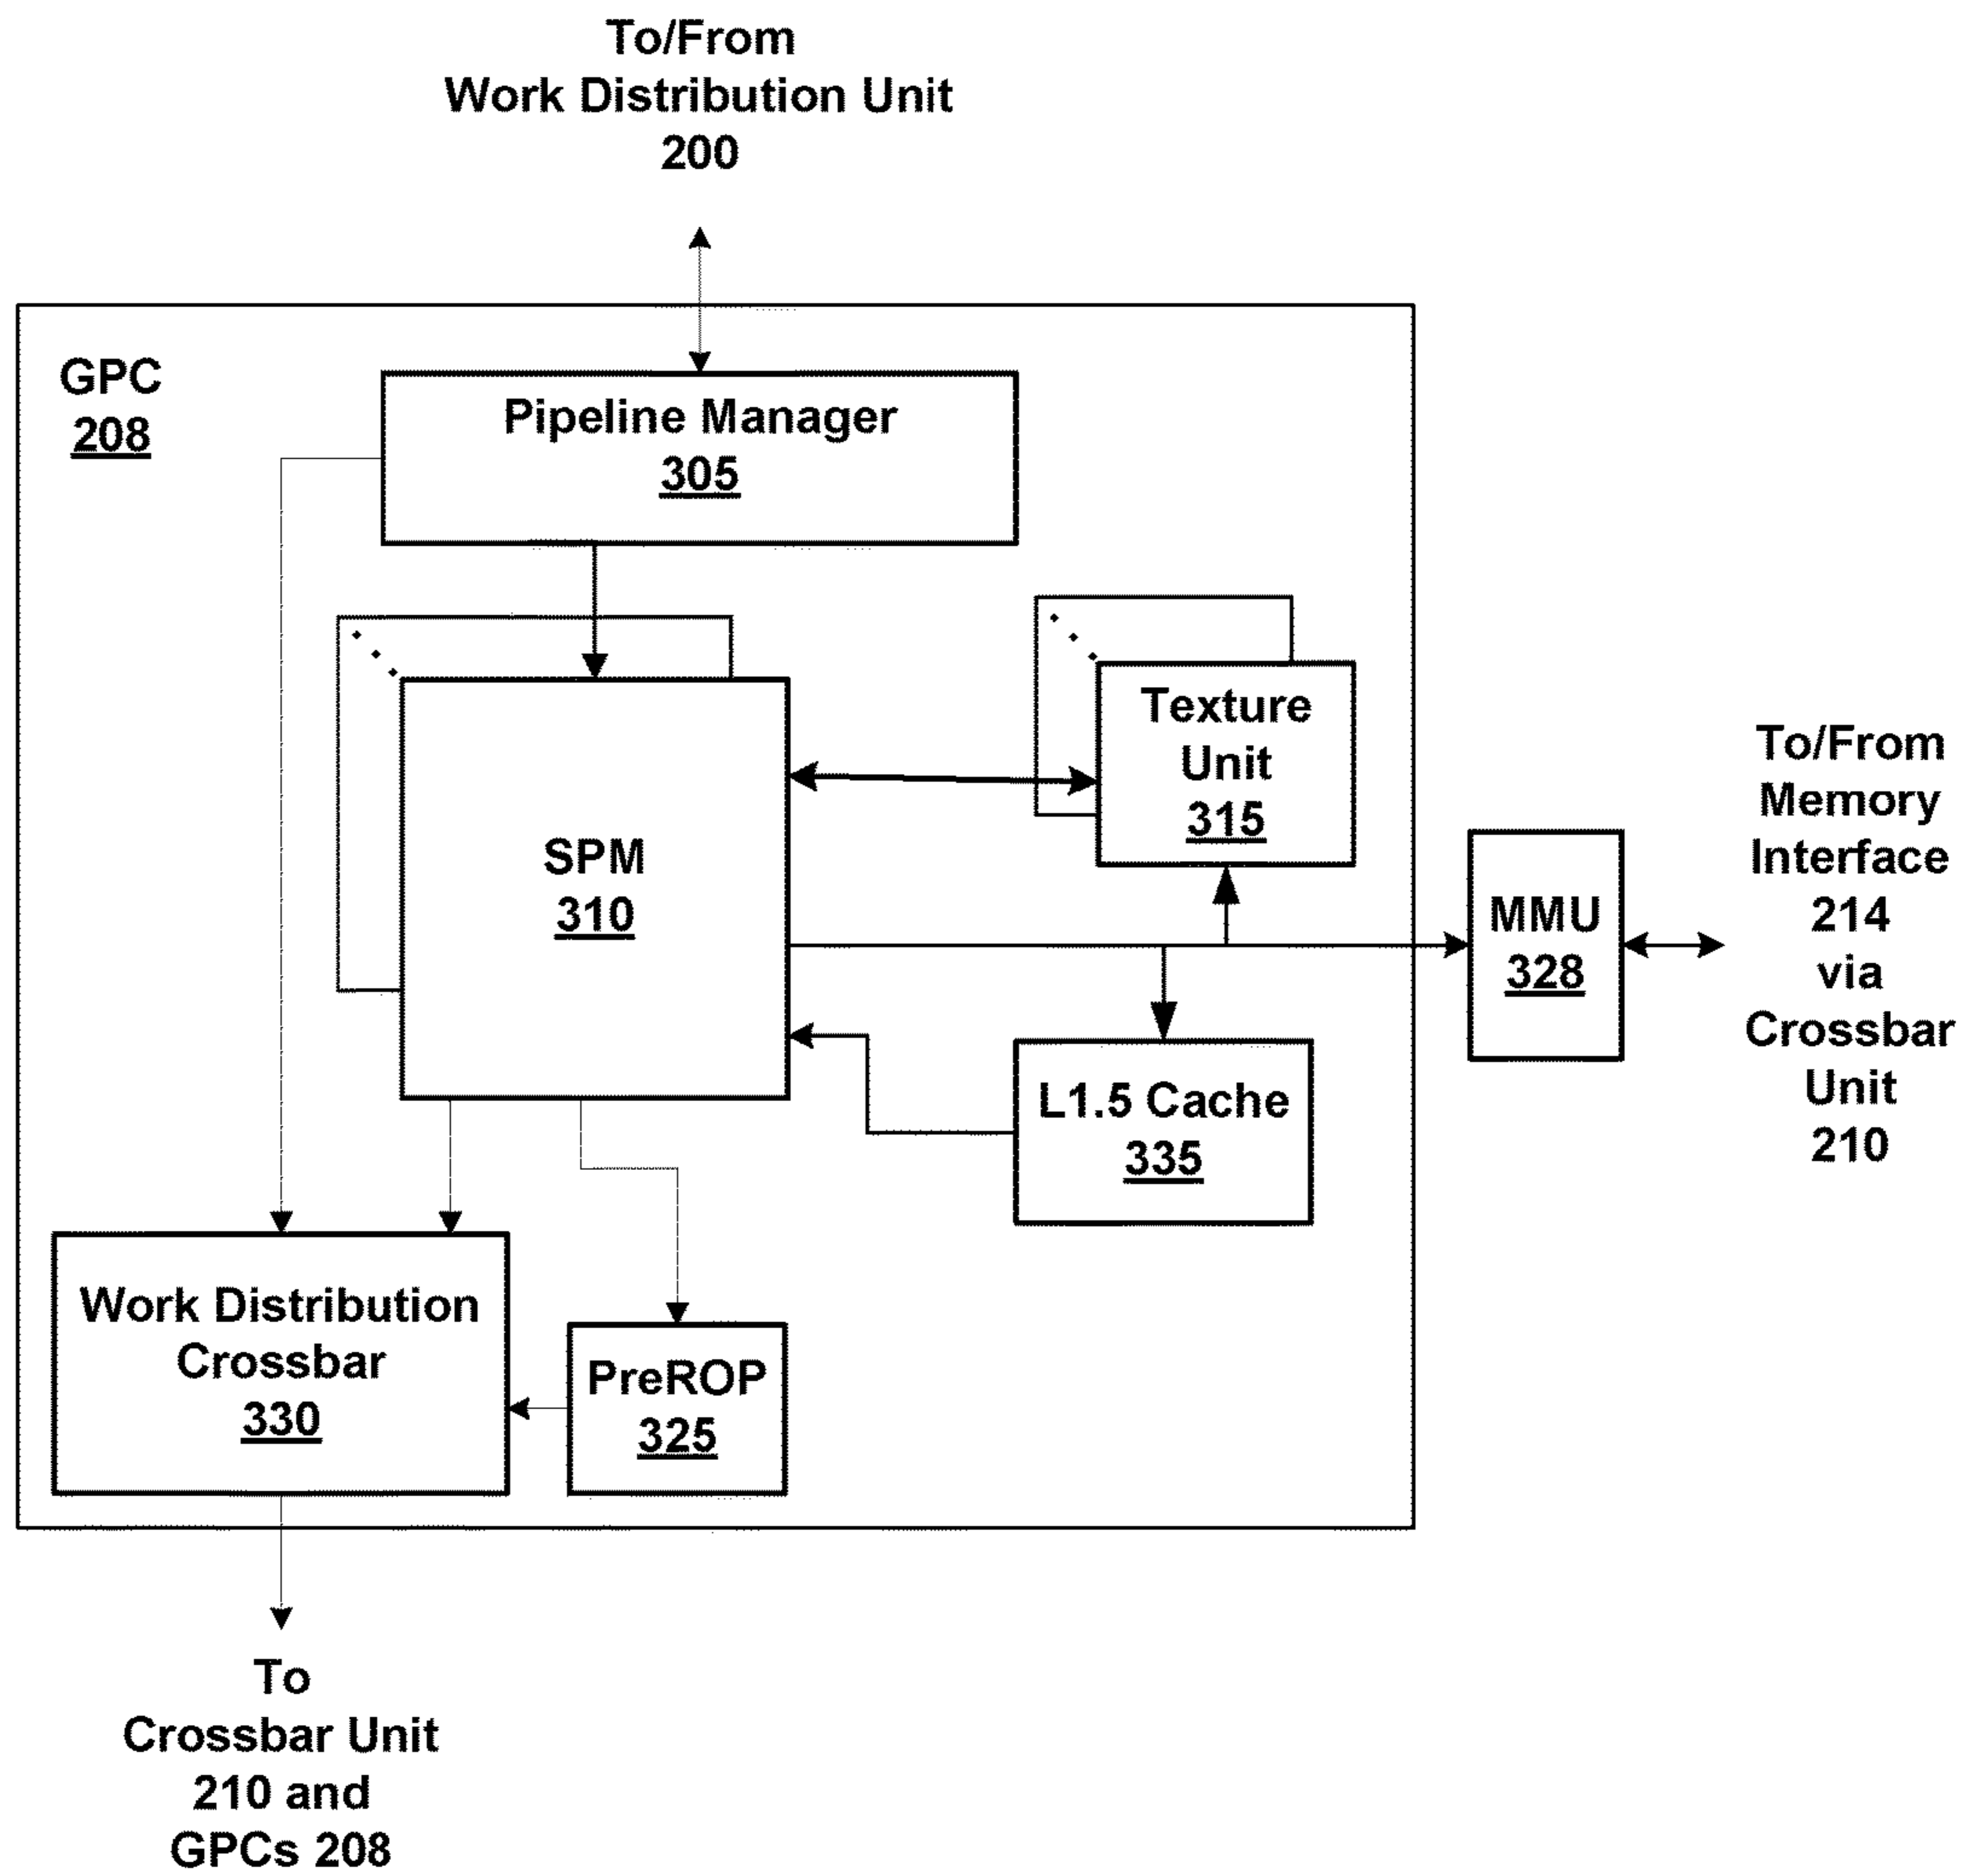 To/From
Work Distribution Unit
200
GPC
208
Pipeline Manager
305
Texture
Unit
315
SPM
310
To/From
Memory
Interface
214
via
Crossbar
Unit
210
MMU
328
L1.5 Cache
335
Work Distribution
Crossbar
330
PreROP
325
To
Crossbar Unit
210 and
GPCs 208